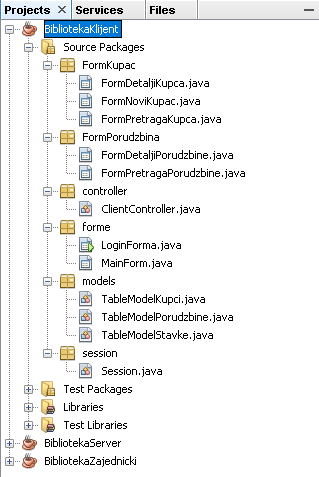 Projects Services Files
BibliotekaKlijent
Source Packages
FormKupac
FormDetaljiKupca.java
FormNoviKupac.java
FormPretragaKupca.java
FormPorudzbina
FormDetaljiPorudzbine.java
FormPretragaPorudzbine.java
controller
ClientController.java
forme
LoginForma.java
MainForm.java
models
TableModelKupci.java
TableModelPorudzbine.java
TableModelStavke.java
session
Session.java
Test Packages
Libraries
Test Libraries
BibliotekaServer
BibliotekaZajednicki